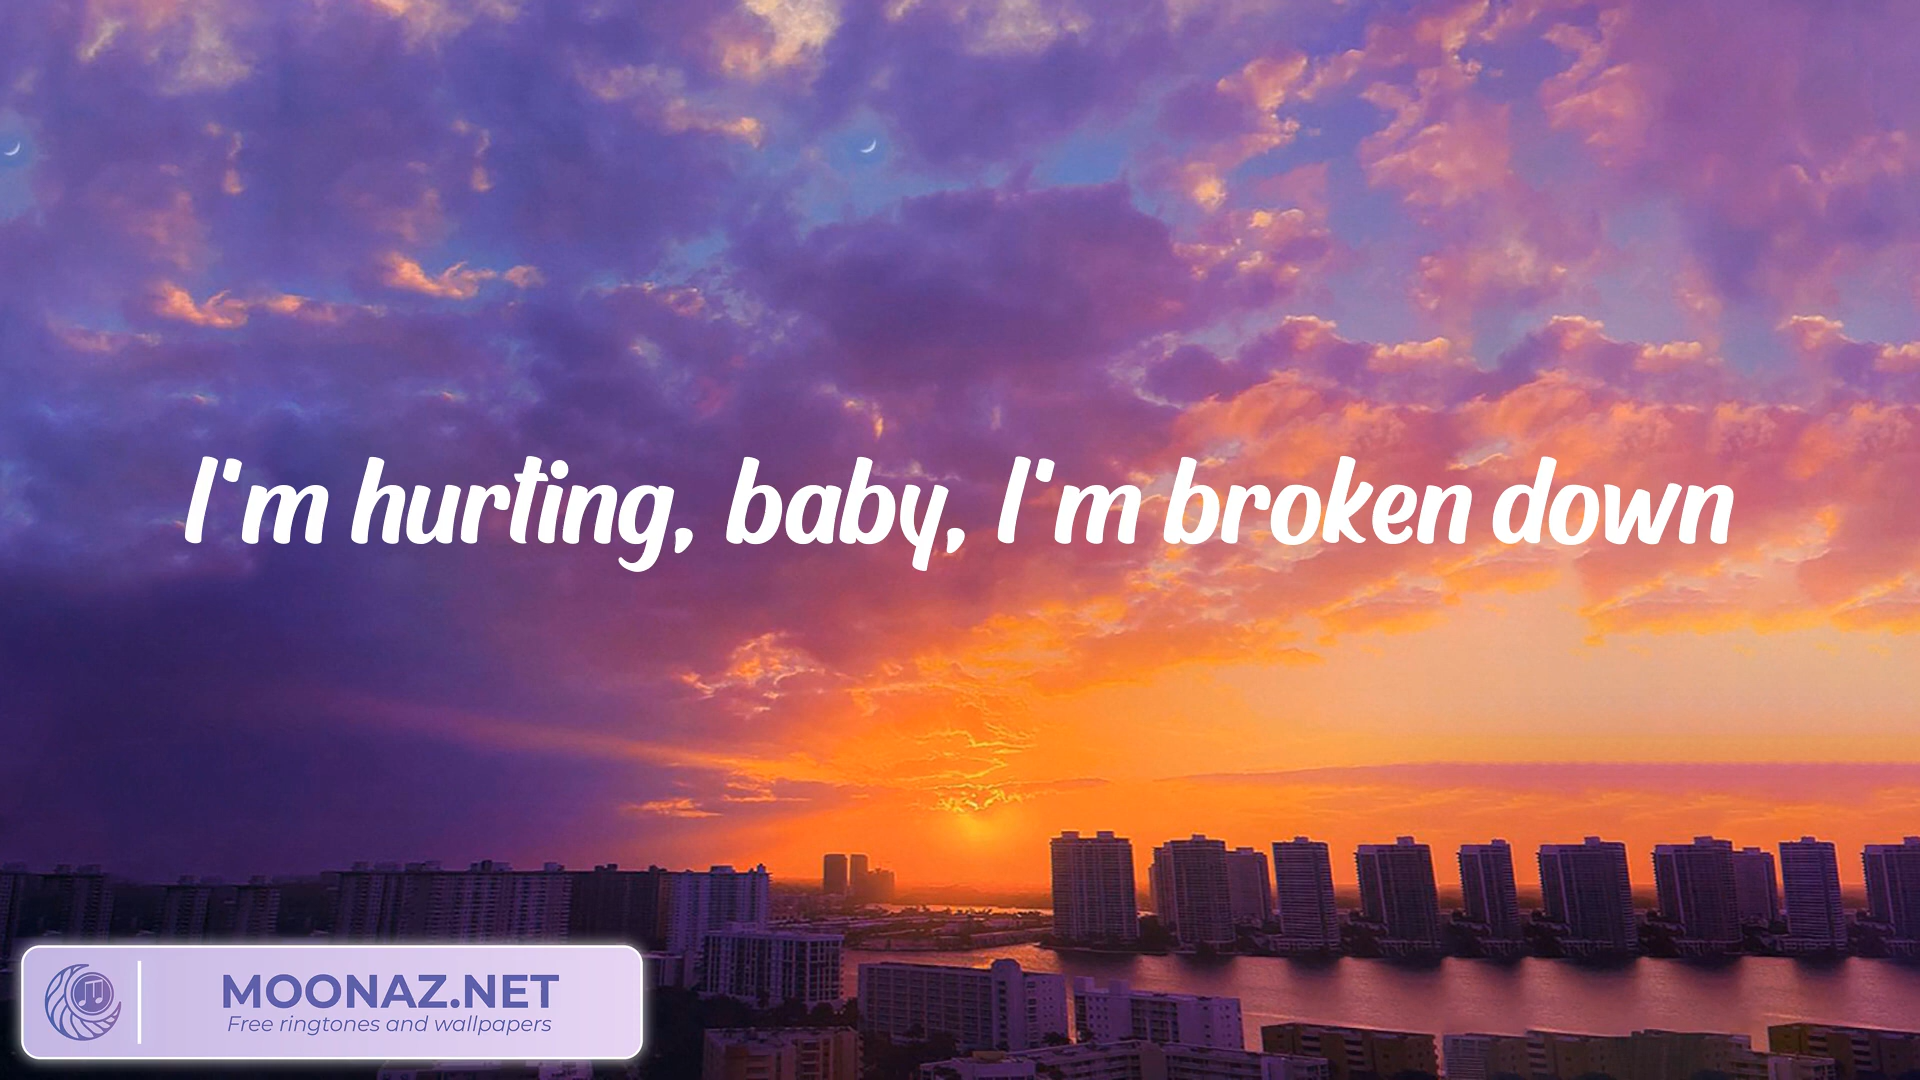 I'm hurting, baby, I'm broken down
MOONAZ.NET
Free ringtones and wallpapers